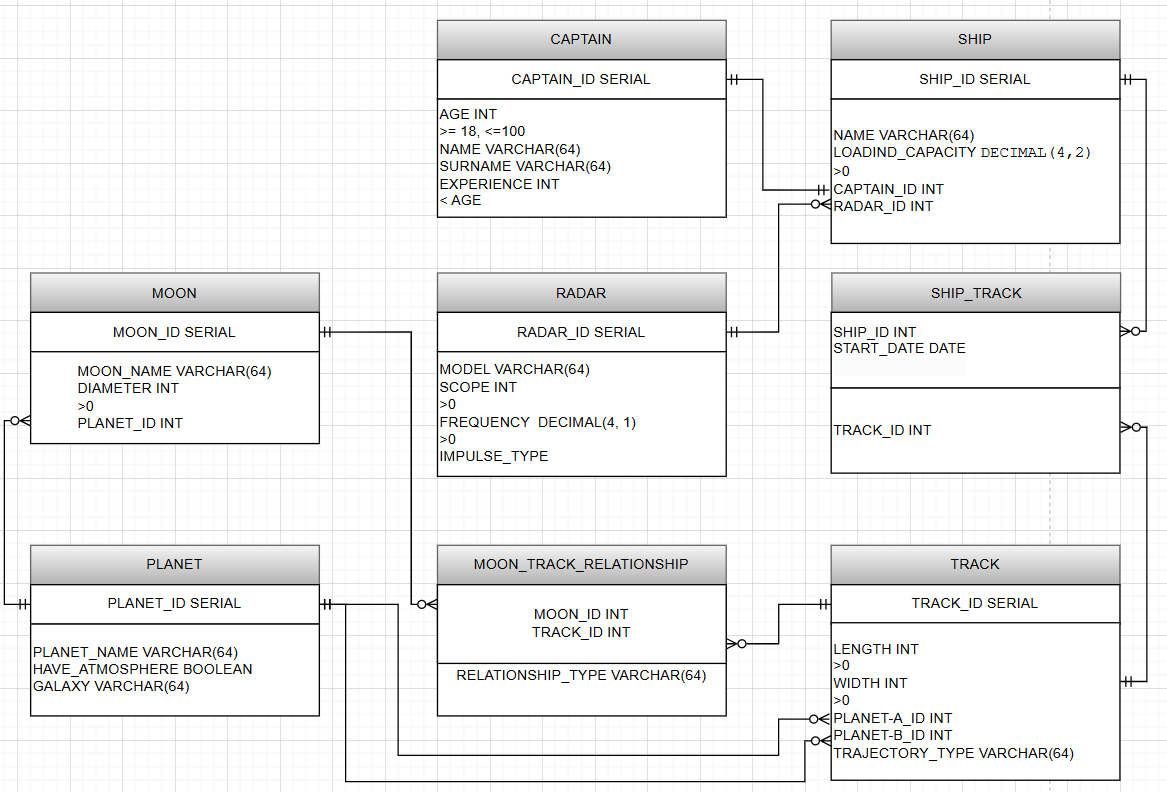 CAPTAIN
CAPTAIN_ID SERIAL
AGE INT
>= 18, <=100
NAME VARCHAR(64)
SURNAME VARCHAR(64)
EXPERIENCE INT
< AGE
SHIP
SHIP_ID SERIAL
NAME VARCHAR(64)
LOADIND_CAPACITY DECIMAL(4,2)
>0
CAPTAIN_ID INT
RADAR_ID INT
MOON
MOON_ID SERIAL
MOON_NAME VARCHAR(64)
DIAMETER INT
>0
PLANET_ID INT
RADAR
RADAR_ID SERIAL
MODEL VARCHAR(64)
SCOPE INT
>0
FREQUENCY  DECIMAL(4, 1)
>0
IMPULSE_TYPE
SHIP_TRACK
SHIP_ID INT
START_DATE DATE
TRACK_ID INT
PLANET
PLANET_ID SERIAL
PLANET_NAME VARCHAR(64)
HAVE_ATMOSPHERE BOOLEAN
GALAXY VARCHAR(64)
MOON_TRACK_RELATIONSHIP
MOON_ID INT
TRACK_ID INT
RELATIONSHIP_TYPE VARCHAR(64)
TRACK
TRACK_ID SERIAL
LENGTH INT
>0
WIDTH INT
>0
PLANET-A_ID INT
PLANET-B_ID INT
TRAJECTORY_TYPE VARCHAR(64)